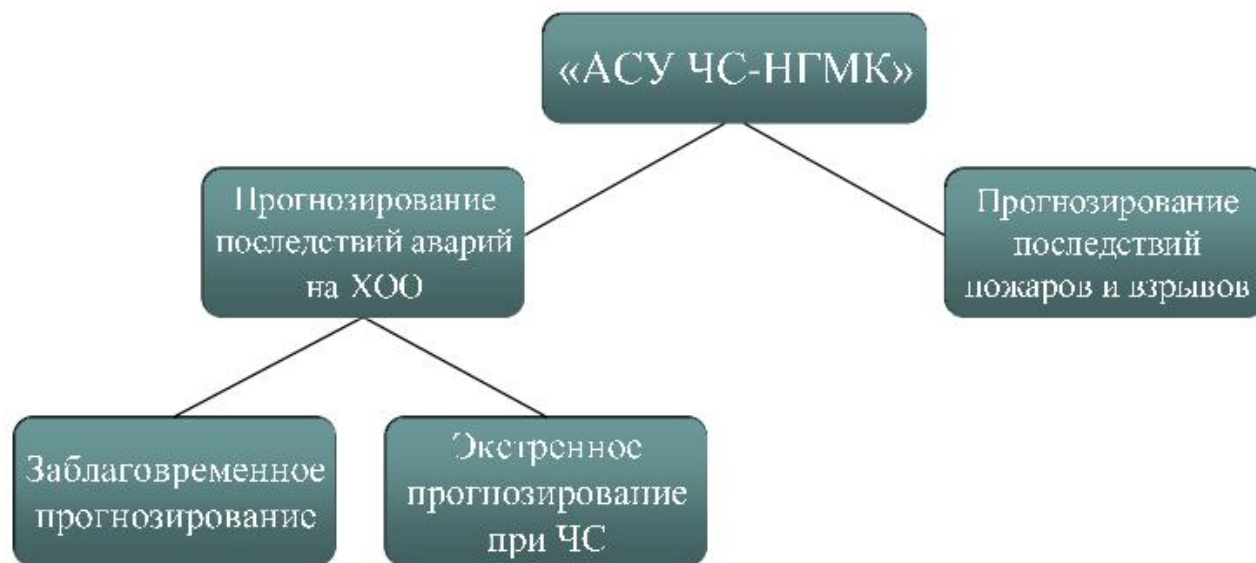 «АСУ ЧС-НГМК»
Прогнозирование
последствий аварий
на ХОО
Прогнозирование
последствий
пожаров и взрывов
Заблаговременное
прогнозирование
Экстренное
прогнозирование
при ЧС